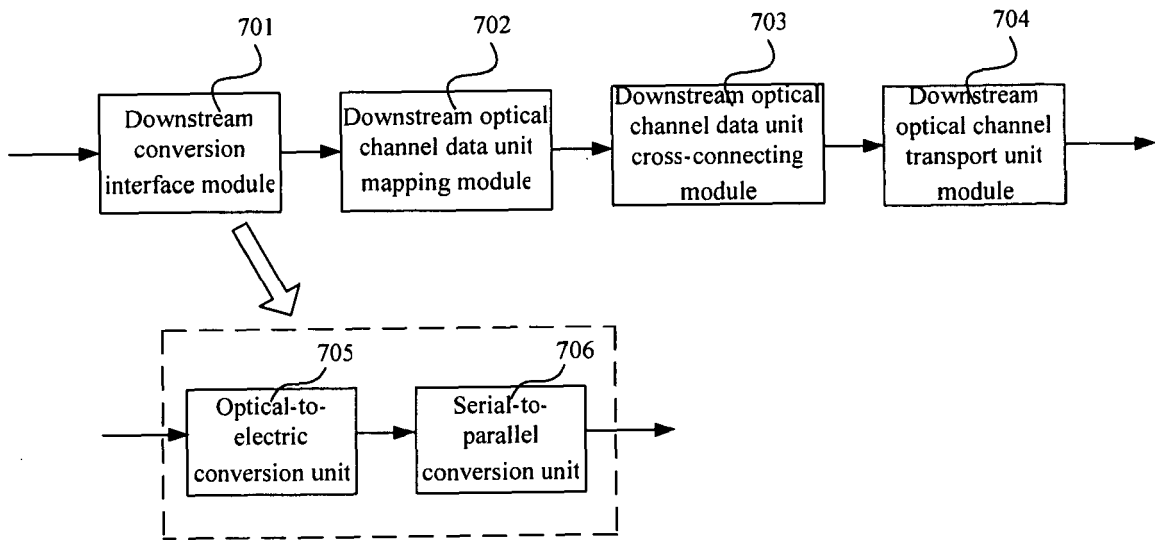 701
702
703
704
Downstream
conversion
interface module
Downstream optical
channel data unit
mapping module
Downstream optical
channel data unit
cross-connecting
module
Downstream
optical channel
transport unit
module
705
706
Optical-to-
electric
conversion unit
Serial-to-
parallel
conversion unit